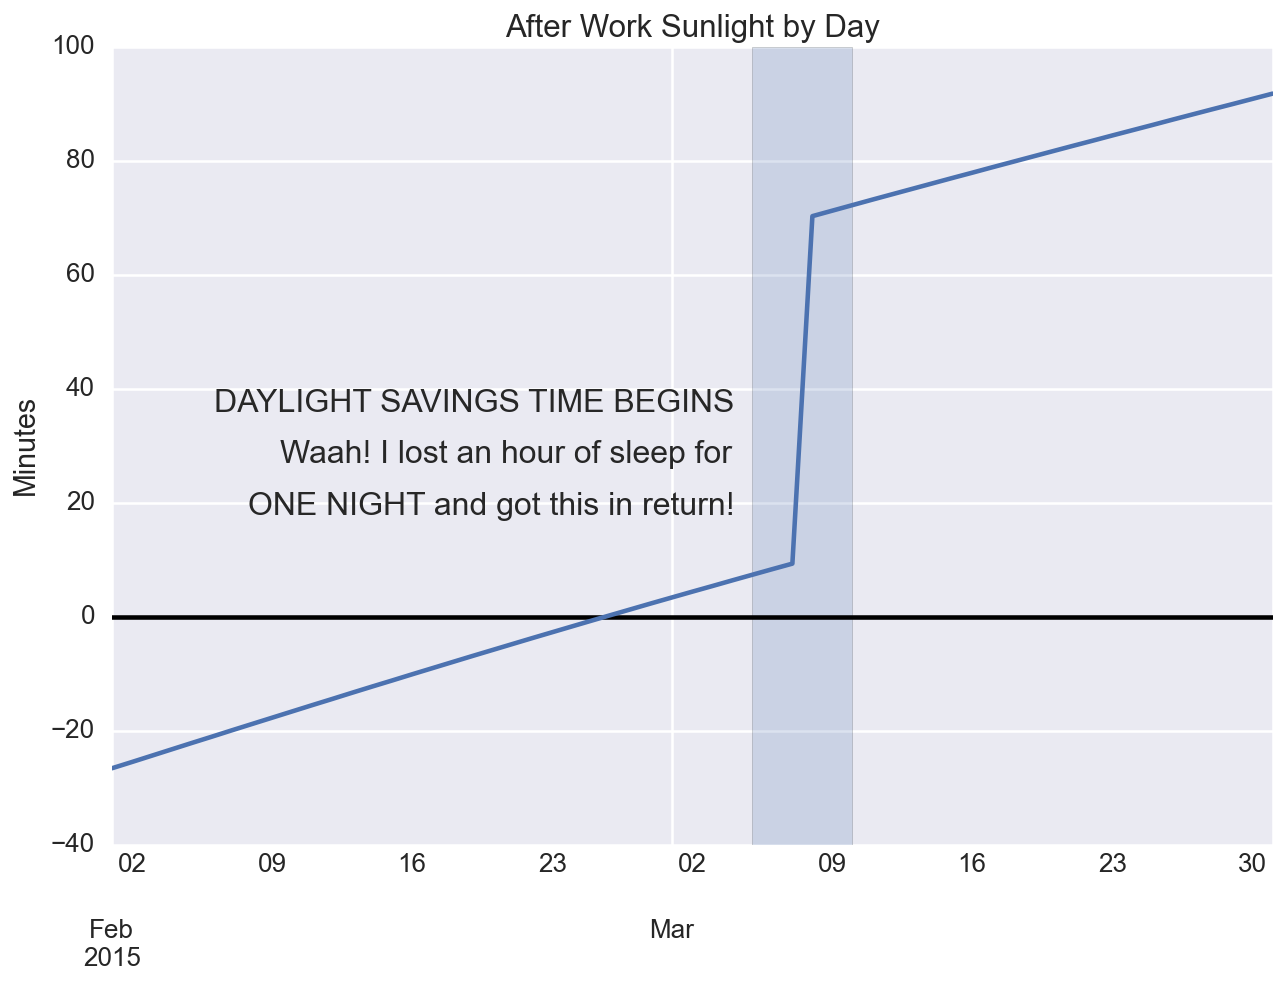 After Work Sunlight by Day
100
80
60
40
20
0
−20
−40
Minutes
DAYLIGHT SAVINGS TIME BEGINS
Waah! I lost an hour of sleep for
ONE NIGHT and got this in return!
02 09 16 23 02 09 16 23 30
Feb Mar
2015